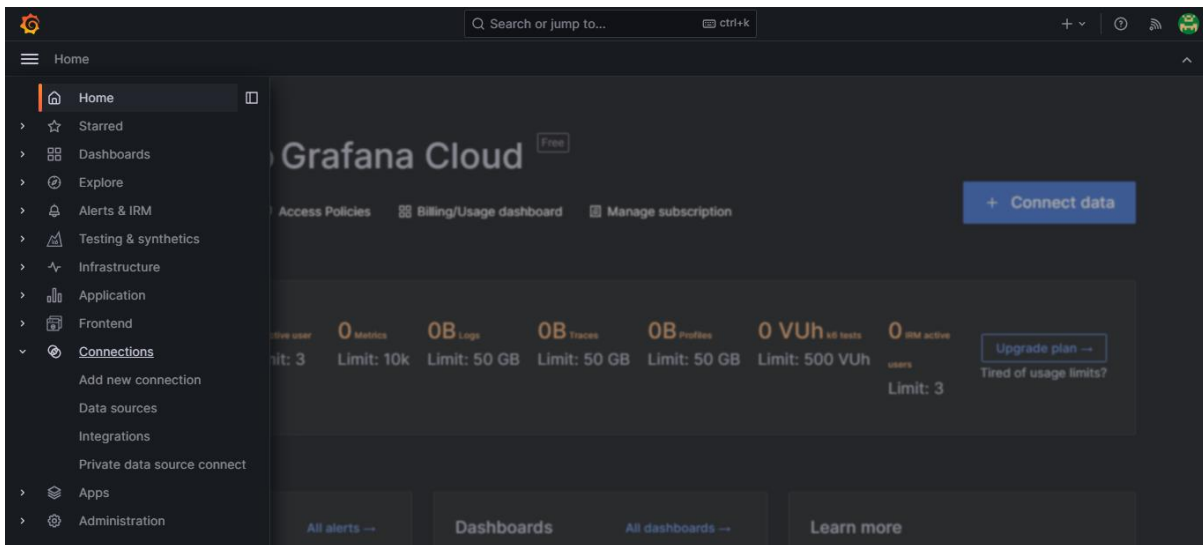 Search or jump to... ctrl+k
Home
Home
Starred
Dashboards
Explore
Alerts & IRM
Testing & synthetics
Infrastructure
Application
Frontend
Connections
Add new connection
Data sources
Integrations
Private data source connect
Apps
Administration
Grafana Cloud Free
Access Policies Billing/Usage dashboard Manage subscription
+ Connect data
0 Metrics 0B Logs 0B Traces 0B Profiles 0 VUh k6 tests 0 IRM active users
Limit: 10k Limit: 50 GB Limit: 50 GB Limit: 50 GB Limit: 500 VUh Limit: 3
Upgrade plan →
Tired of usage limits?
All alerts →
Dashboards All dashboards →
Learn more